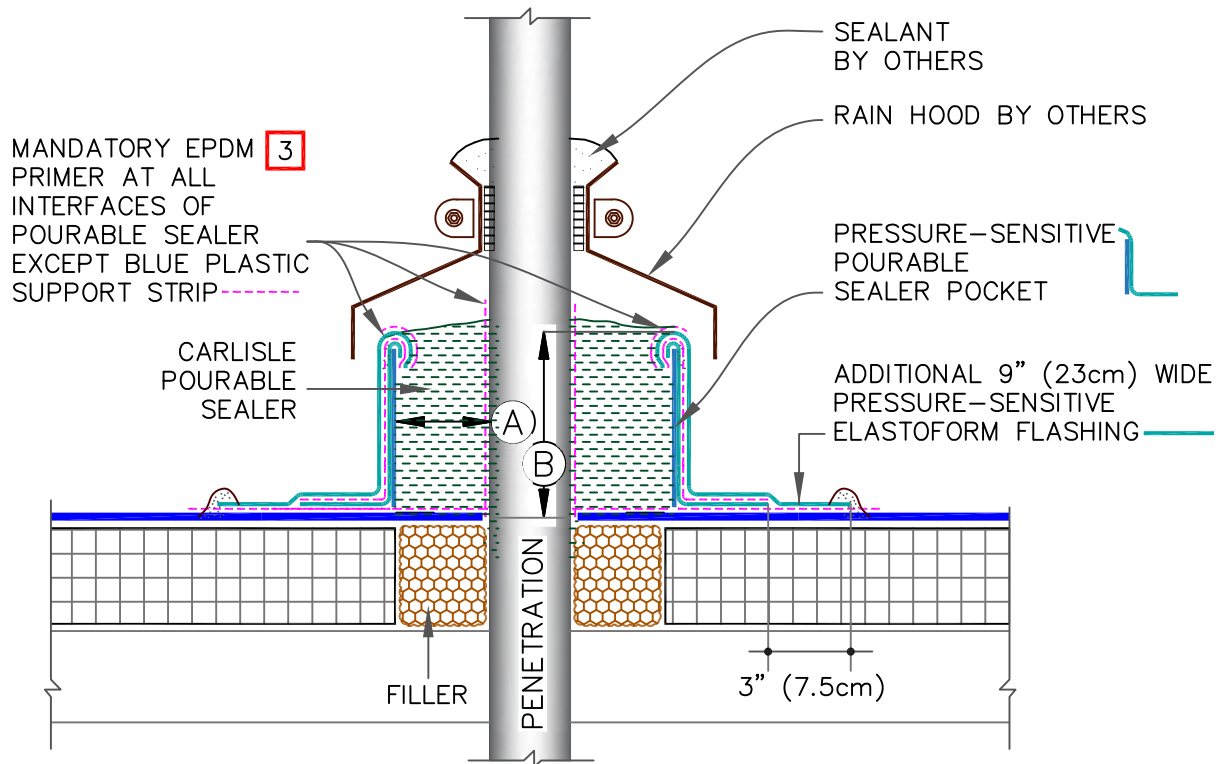 SEALANT
BY OTHERS
RAIN HOOD BY OTHERS
MANDATORY EPDM 3
PRIMER AT ALL
INTERFACES OF
POURABLE SEALER
EXCEPT BLUE PLASTIC
SUPPORT STRIP
PRESSURE-SENSITIVE
POURABLE
SEALER POCKET
CARLISLE
POURABLE
SEALER
ADDITIONAL 9" (23cm) WIDE
PRESSURE-SENSITIVE
ELASTOFORM FLASHING
A
B
PENETRATION
FILLER
3" (7.5cm)